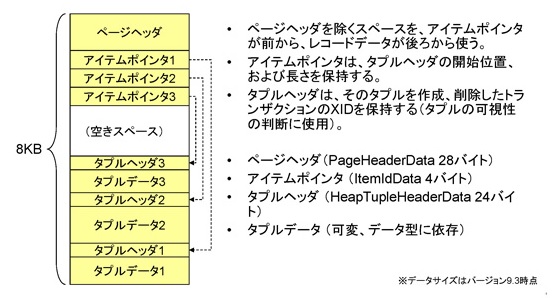 ページヘッダ
アイテムポインタ1
アイテムポインタ2
アイテムポインタ3
(空きスペース)
8KB
タプルヘッダ3
タプルデータ3
タプルヘッダ2
タプルデータ2
タプルヘッダ1
タプルデータ1
• ページヘッダを除くスペースを、アイテムポインタ
が前から、レコードデータが後ろから使う。
• アイテムポインタは、タプルヘッダの開始位置、
および長さを保持する。
• タプルヘッダは、そのタプルを作成、削除したトラ
ンザクションのXIDを保持する(タプルの可視性
の判断に使用)。
• ページヘッダ(PageHeaderData 28バイト)
• アイテムポインタ(ItemIdData 4バイト)
• タプルヘッダ (HeapTupleHeaderData 24バイ
ト)
• タプルデータ (可変、データ型に依存)
※データサイズはバージョン9.3時点